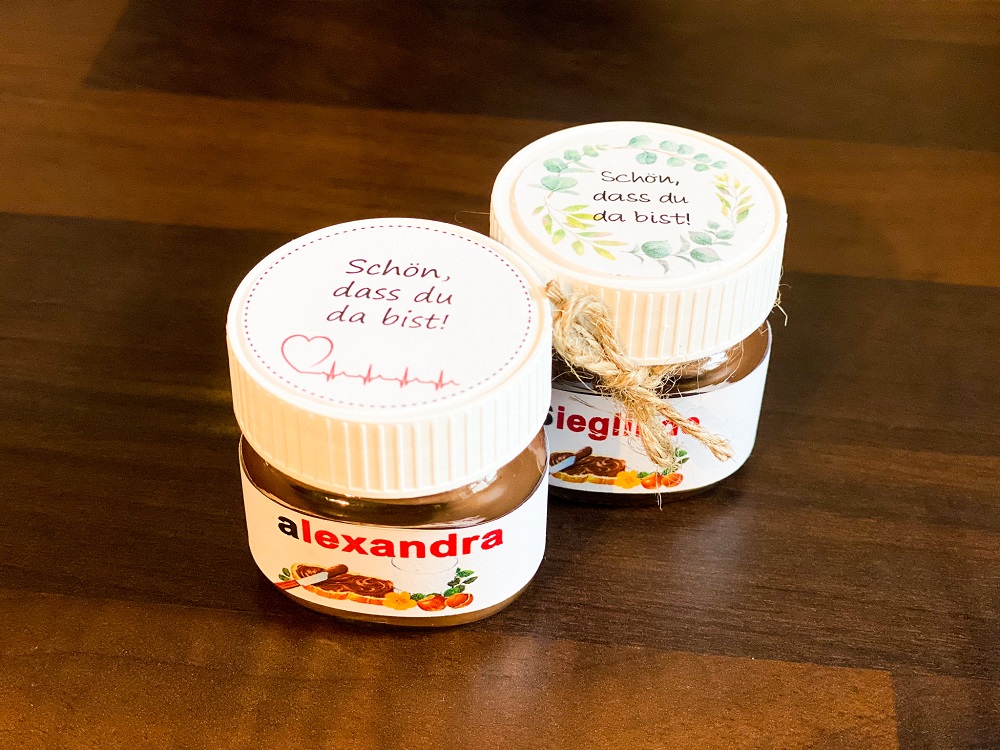 Schön,
dass du
da bist!
alexandra
Schön,
dass du
da bist!